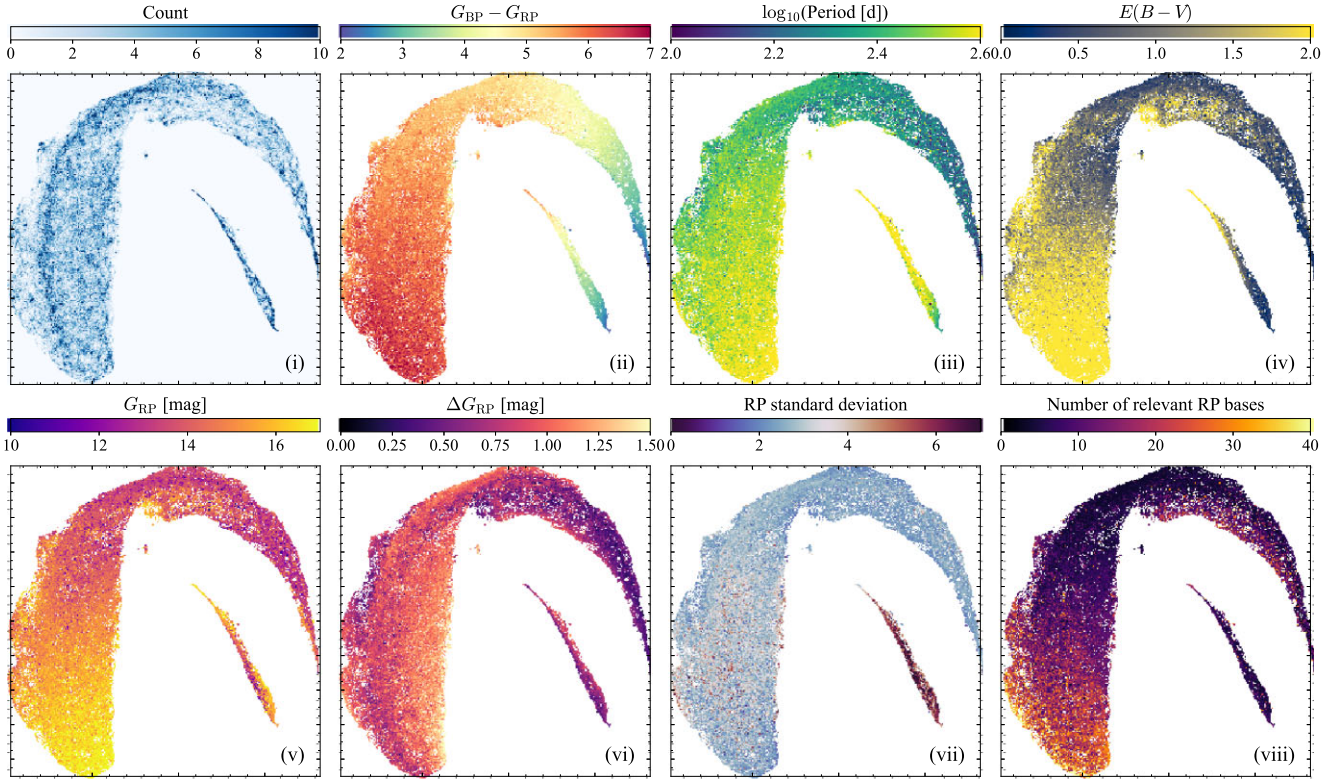 Count
0 2 4 6 8 10
(i)
G_BP − G_RP
2 3 4 5 6 7
(ii)
log₁₀(Period [d])
2.0 2.2 2.4 2.6
(iii)
E(B − V)
0.0 0.5 1.0 1.5 2.0
(iv)
G_RP [mag]
10 12 14 16
(v)
ΔG_RP [mag]
0.00 0.25 0.50 0.75 1.00 1.25 1.50
(vi)
RP standard deviation
0 2 4 6
(vii)
Number of relevant RP bases
0 10 20 30 40
(viii)